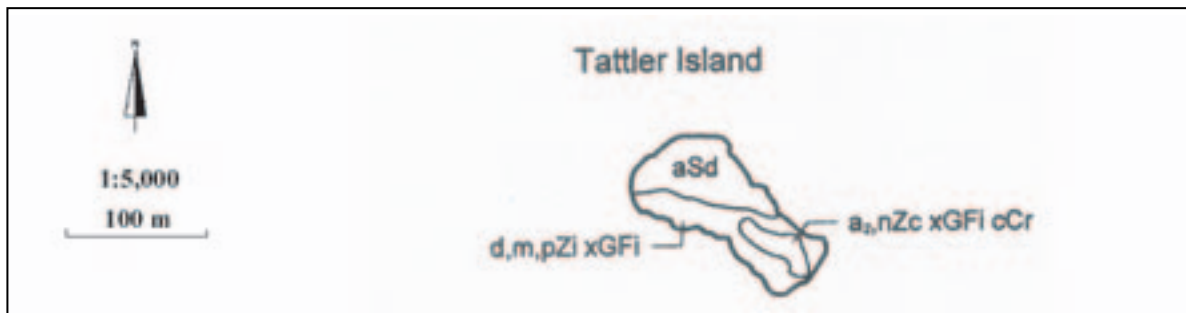 N
Tattler Island
1:5,000
100 m
aSd
a₂,nZc xGFi cCr
d,m,pZi xGFi